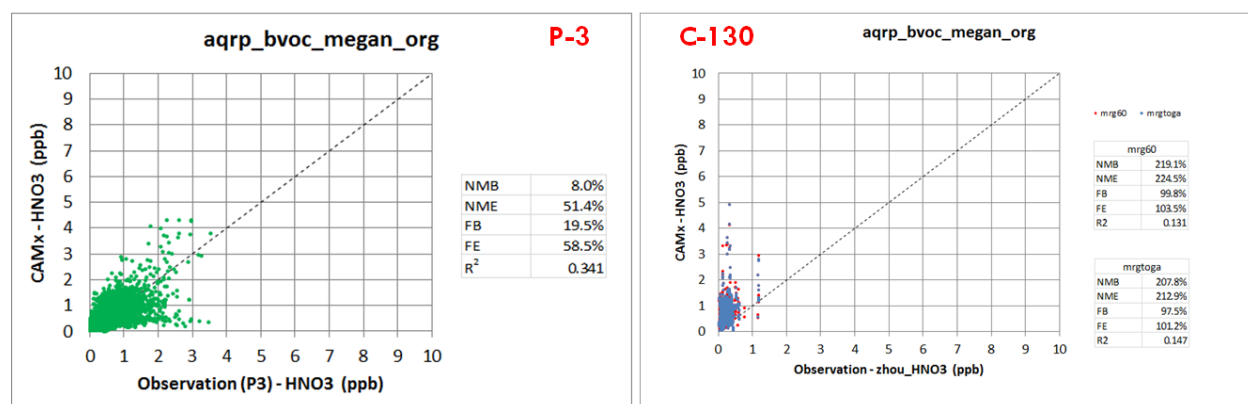 aqrp_bvoc_megan_org
P-3
10
9
8
7
6
5
4
3
2
1
0
CAMx - HNO3 (ppb)
0 1 2 3 4 5 6 7 8 9 10
Observation (P3) - HNO3 (ppb)
NMB 8.0%
NME 51.4%
FB 19.5%
FE 58.5%
R² 0.341
C-130
aqrp_bvoc_megan_org
10
9
8
7
6
5
4
3
2
1
0
CAMx - HNO3 (ppb)
0 1 2 3 4 5 6 7 8 9 10
Observation - zhou_HNO3 (ppb)
mrg60 mrgtoga
mrg60
NMB 219.1%
NME 224.5%
FB 99.8%
FE 103.5%
R2 0.131
mrgtoga
NMB 207.8%
NME 212.9%
FB 97.5%
FE 101.2%
R2 0.147